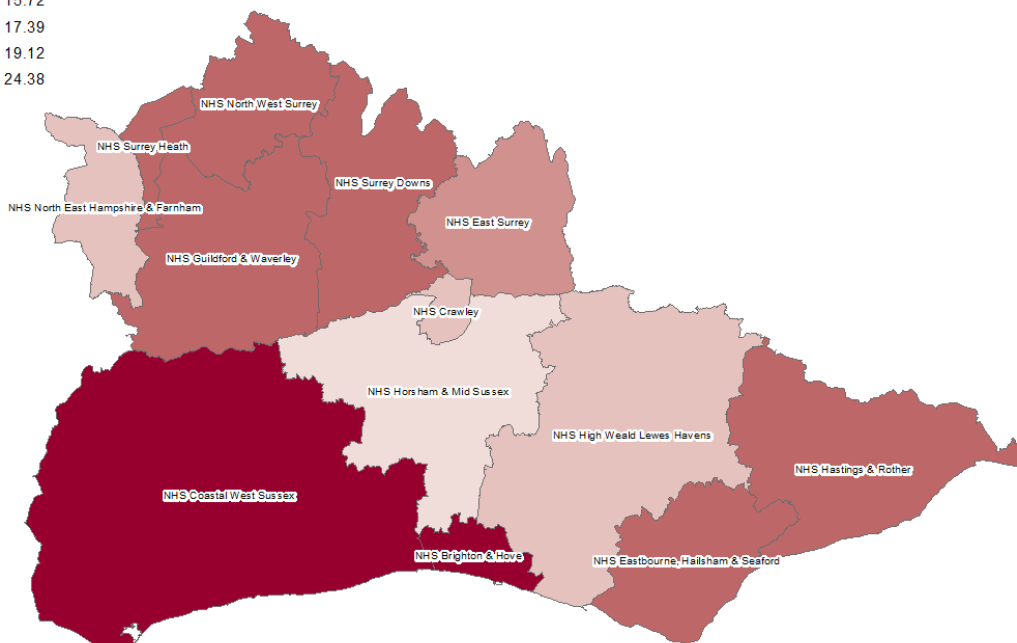 15.72
17.39
19.12
24.38
NHS North West Surrey
NHS Surrey Heath
NHS Surrey Downs
NHS North East Hampshire & Farnham
NHS East Surrey
NHS Guildford & Waverley
NHS Crawley
NHS Horsham & Mid Sussex
NHS High Weald Lewes Havens
NHS Hastings & Rother
NHS Coastal West Sussex
NHS Brighton & Hove
NHS Eastbourne, Hailsham & Seaford